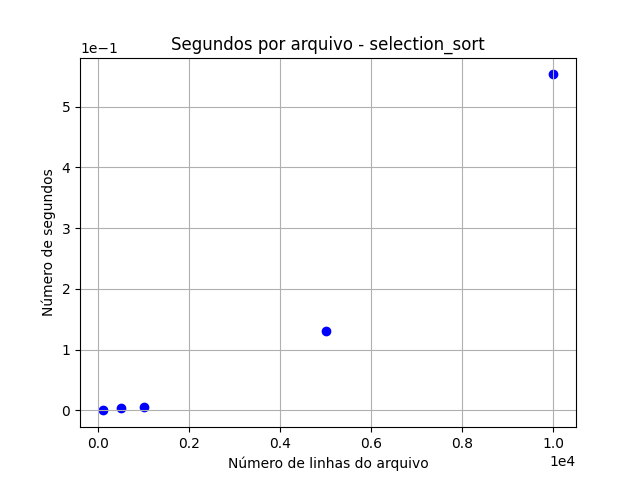 Segundos por arquivo - selection_sort
1e−1
5
4
3
2
1
0
Número de segundos
0.0 0.2 0.4 0.6 0.8 1.0
1e4
Número de linhas do arquivo